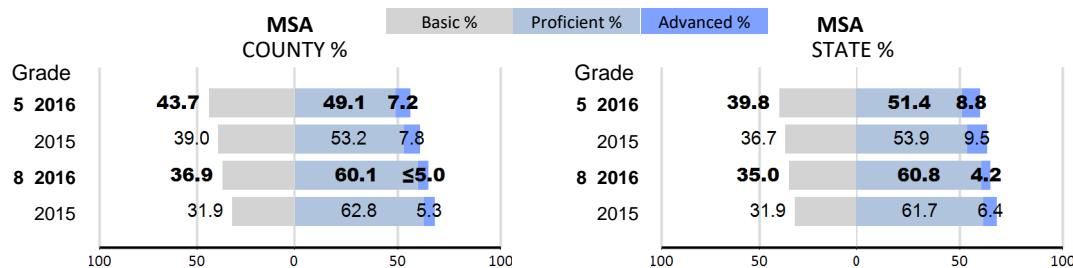 MSA Basic % Proficient % Advanced % MSA
COUNTY % STATE %
Grade Grade
5 2016 43.7 49.1 7.2 5 2016 39.8 51.4 8.8
2015 39.0 53.2 7.8 2015 36.7 53.9 9.5
8 2016 36.9 60.1 ≤5.0 8 2016 35.0 60.8 4.2
2015 31.9 62.8 5.3 2015 31.9 61.7 6.4
100 50 0 50 100 100 50 0 50 100